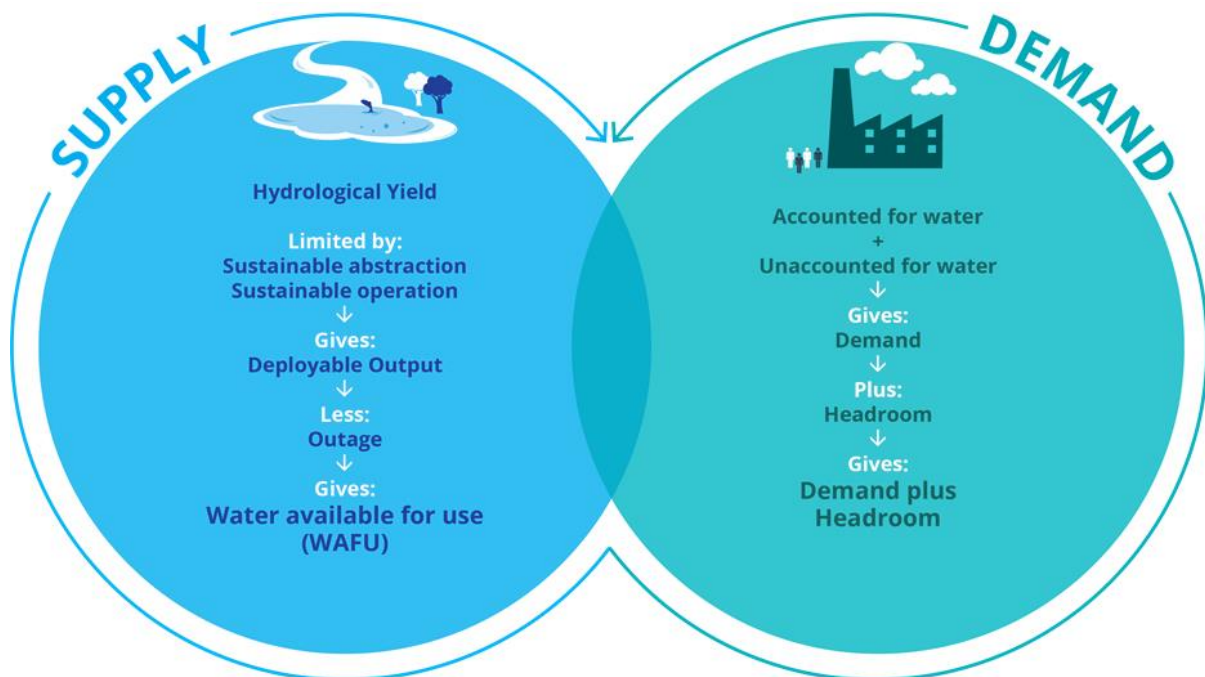 SUPPLY
Hydrological Yield
Limited by:
Sustainable abstraction
Sustainable operation
↓
Gives:
Deployable Output
↓
Less:
Outage
↓
Gives:
Water available for use
(WAFU)
DEMAND
Accounted for water
+
Unaccounted for water
↓
Gives:
Demand
↓
Plus:
Headroom
↓
Gives:
Demand plus
Headroom